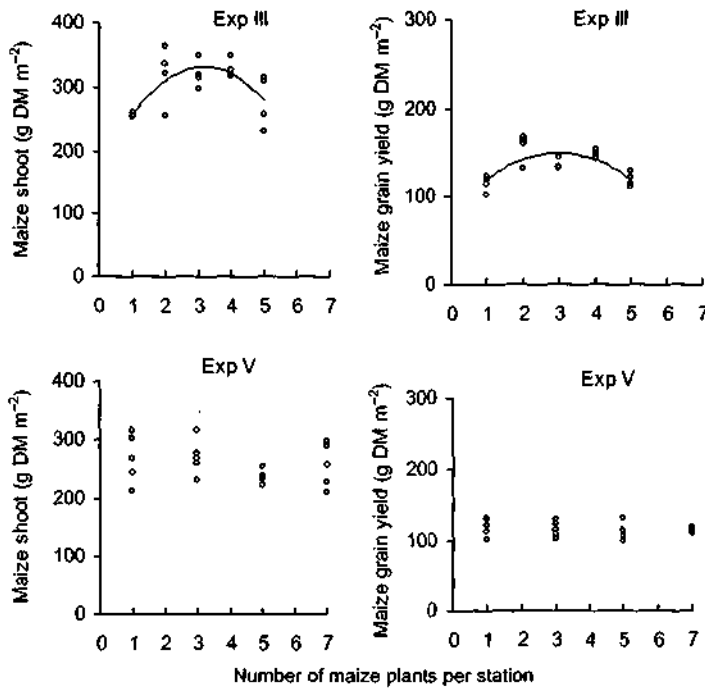 Exp III
Maize shoot (g DM m⁻²)
400
300
200
100
0
0 1 2 3 4 5 6 7
Exp III
Maize grain yield (g DM m⁻²)
300
200
100
0
0 1 2 3 4 5 6 7
Exp V
Maize shoot (g DM m⁻²)
400
300
200
100
0
0 1 3 5 7
Exp V
Maize grain yield (g DM m⁻²)
300
200
100
0
0 1 2 3 4 5 6 7
Number of maize plants per station